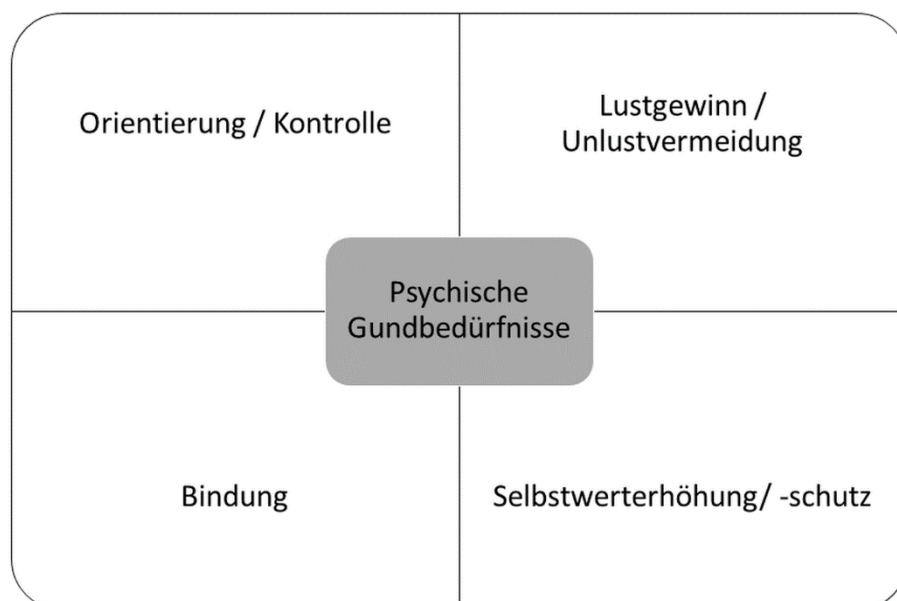 Orientierung / Kontrolle
Lustgewinn /
Unlustvermeidung
Psychische
Gundbedürfnisse
Bindung
Selbstwerterhöhung/ -schutz